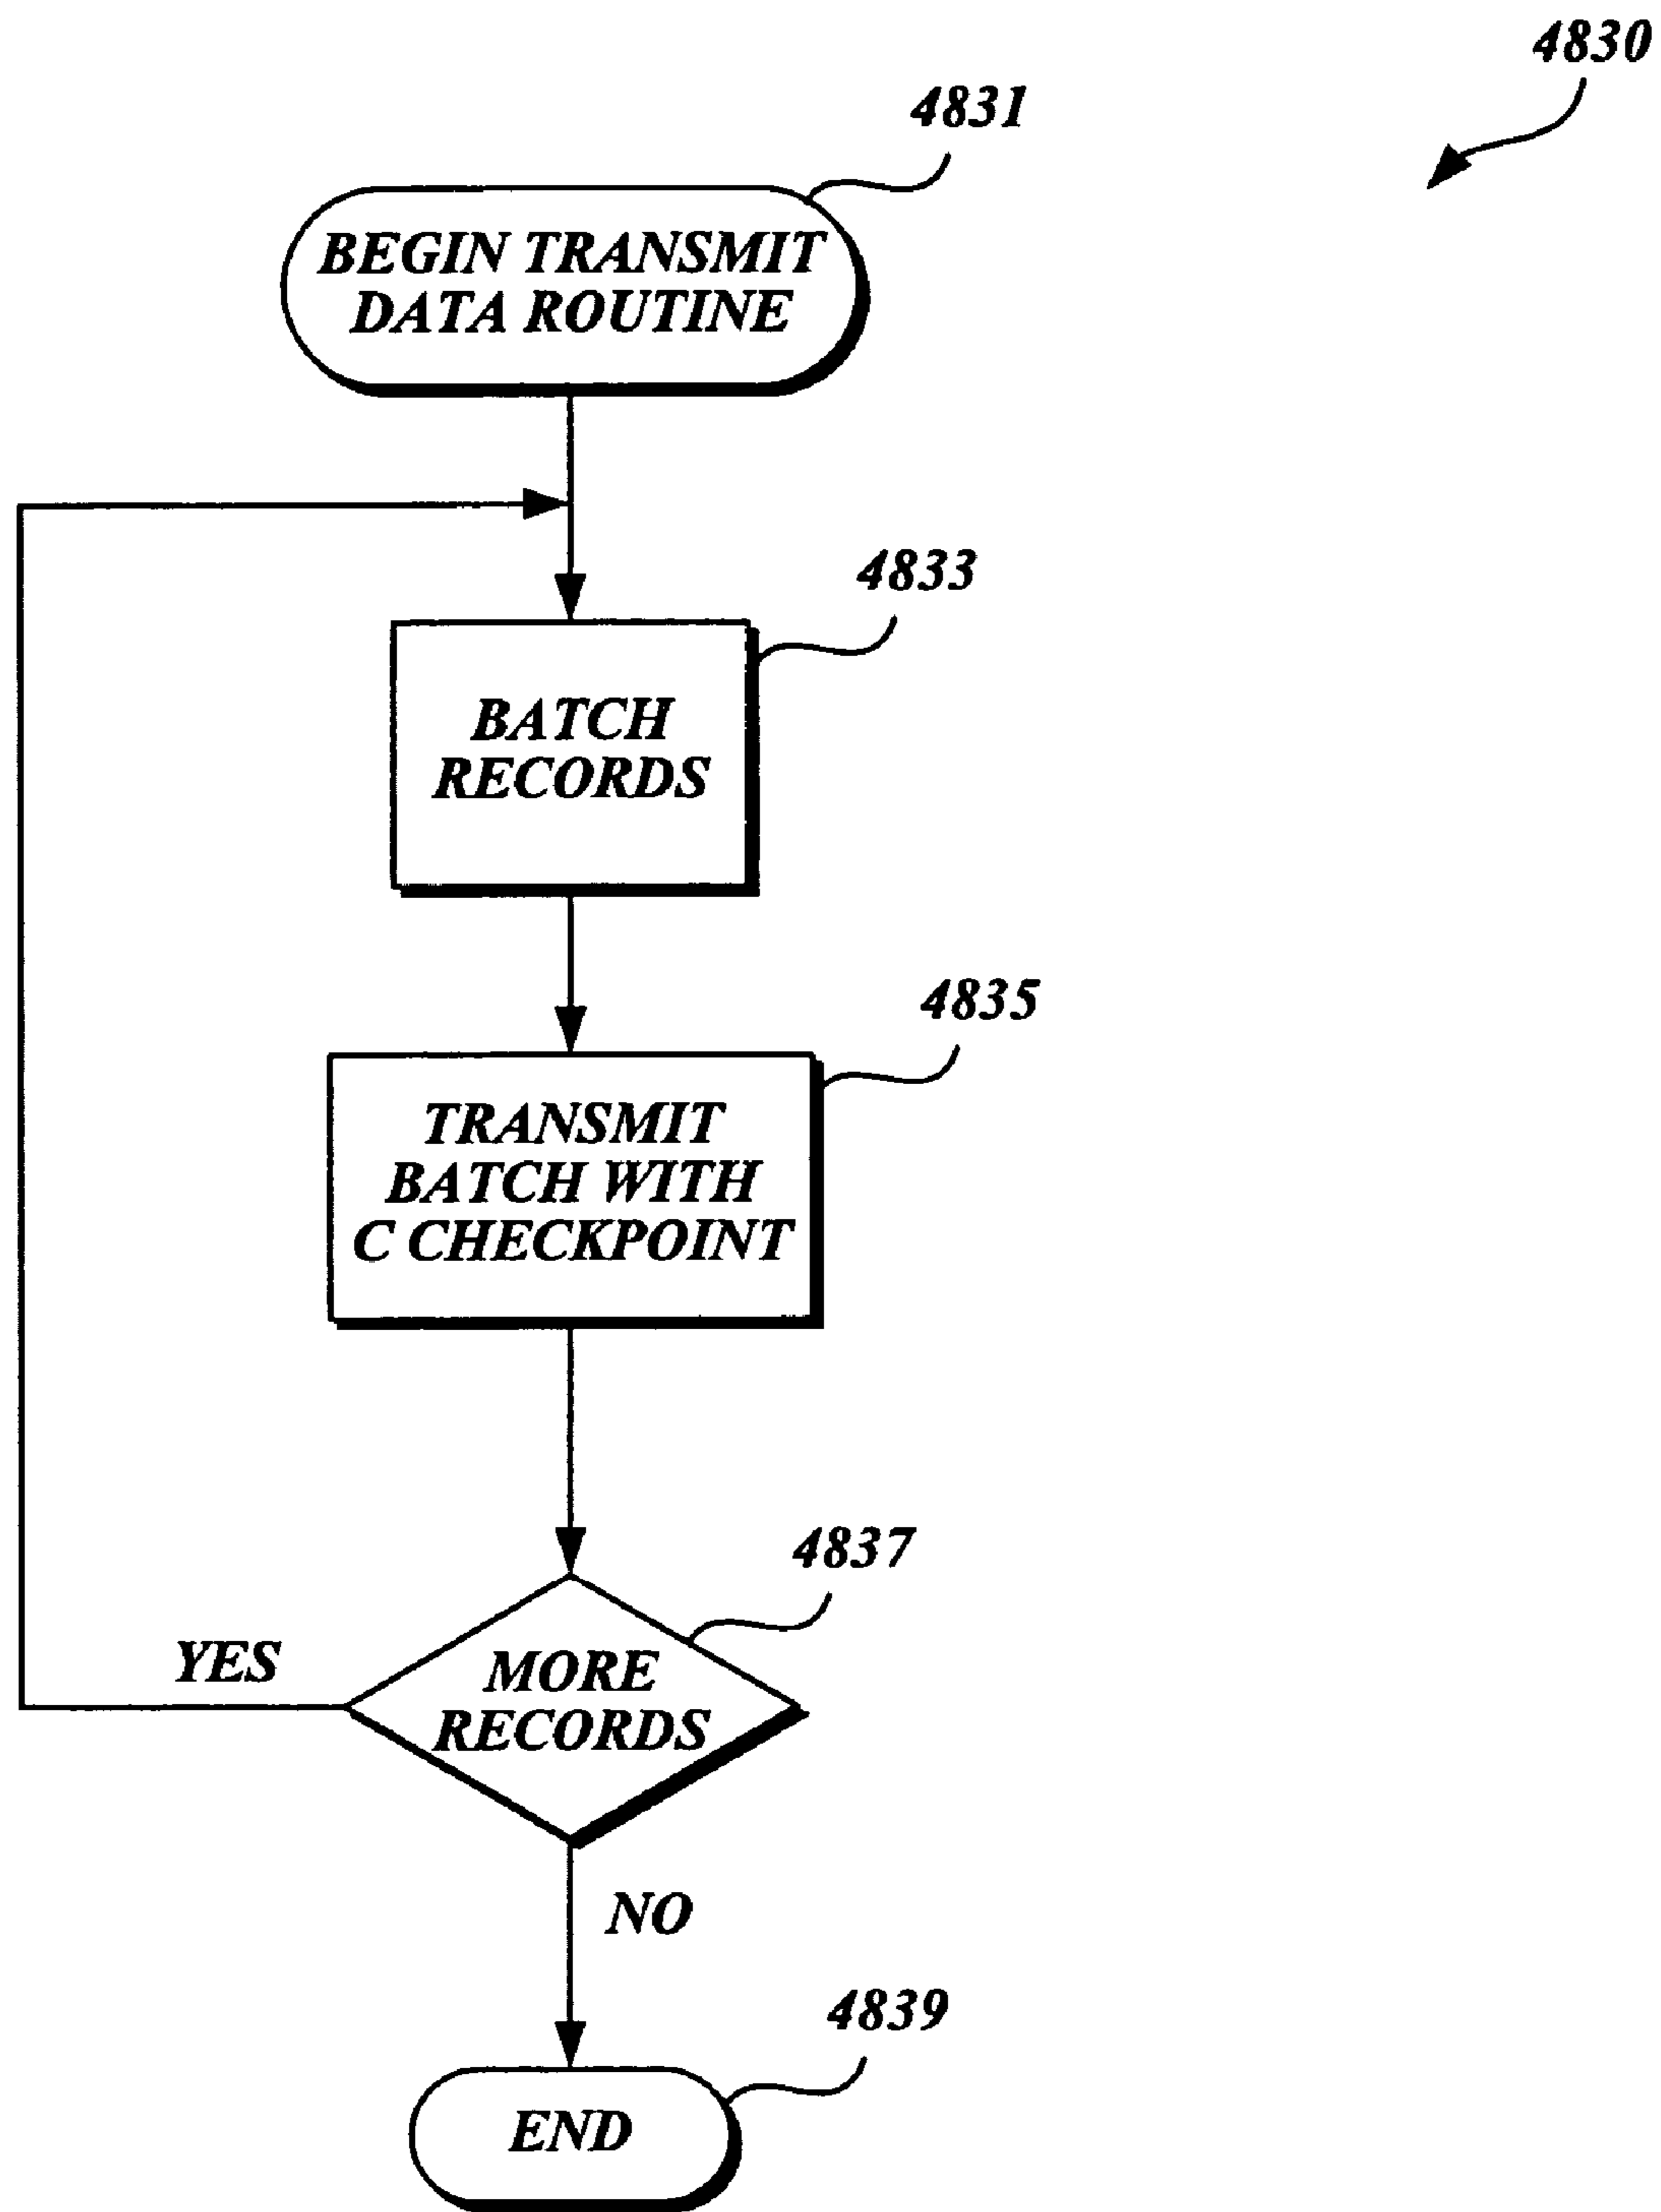 4830
4831
BEGIN TRANSMIT
DATA ROUTINE
4833
BATCH
RECORDS
4835
TRANSMIT
BATCH WITH
C CHECKPOINT
4837
YES
MORE
RECORDS
NO
4839
END